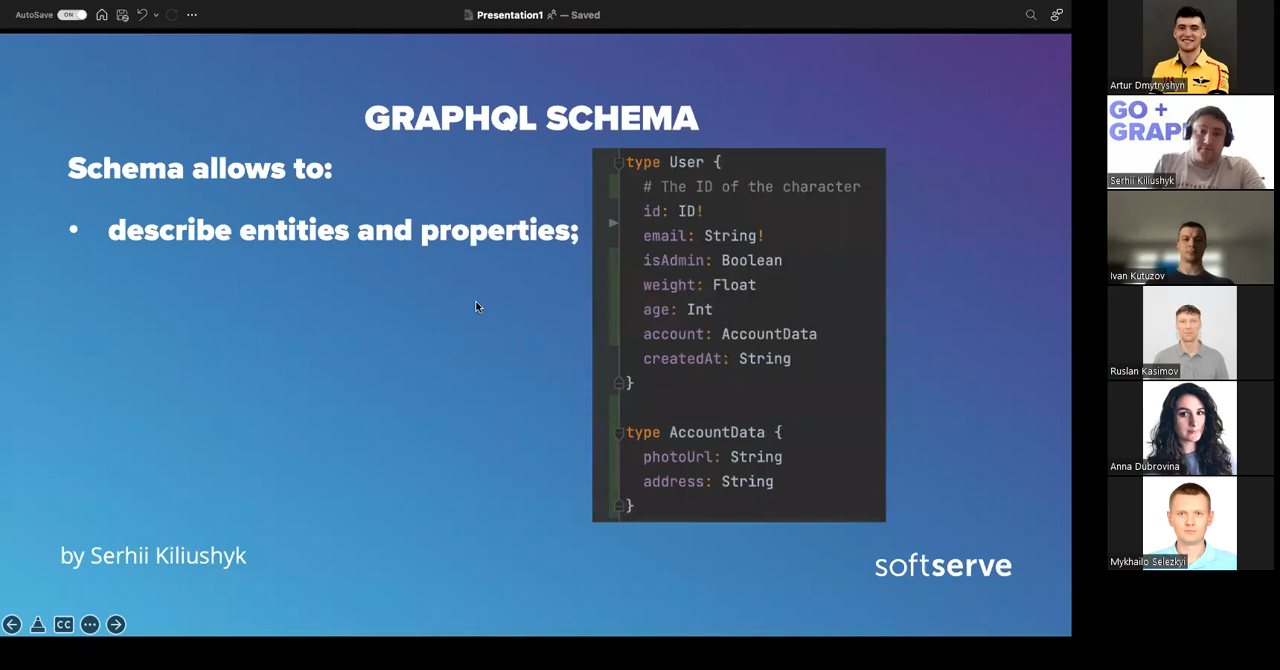 AutoSave ON
Presentation1 — Saved
GRAPHQL SCHEMA
Schema allows to:
• describe entities and properties;
type User {
# The ID of the character
id: ID!
email: String!
isAdmin: Boolean
weight: Float
age: Int
account: AccountData
createdAt: String
}
type AccountData {
photoUrl: String
address: String
}
by Serhii Kiliushyk
softserve
CC
Artur Dmytryshyn
GO +
GRAP
Serhii Kiliushyk
Ivan Kutuzov
Ruslan Kasimov
Anna Dubrovina
Mykhailo Selezkyi